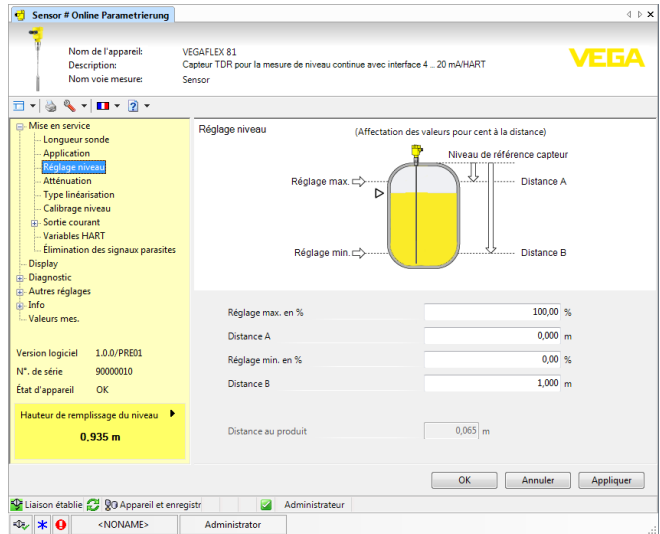 Sensor # Online Parametrierung
Nom de l'appareil: VEGAFLEX 81
Description: Capteur TDR pour la mesure de niveau continue avec interface 4 .. 20 mA/HART
Nom voie mesure: Sensor
VEGA
Mise en service
Longueur sonde
Application
Réglage niveau
Atténuation
Type linéarisation
Calibrage niveau
Sortie courant
Variables HART
Élimination des signaux parasites
Display
Diagnostic
Autres réglages
Info
Valeurs mes.
Version logiciel 1.0.0/PRE01
N°. de série 90000010
État d'appareil OK
Hauteur de remplissage du niveau
0,935 m
Réglage niveau
(Affectation des valeurs pour cent à la distance)
Niveau de référence capteur
Réglage max.
Distance A
Réglage min.
Distance B
Réglage max. en % 100,00 %
Distance A 0,000 m
Réglage min. en % 0,00 %
Distance B 1,000 m
Distance au produit 0,065 m
OK Annuler Appliquer
Liaison établie Appareil et enregistr Administrateur
<NONAME> Administrator